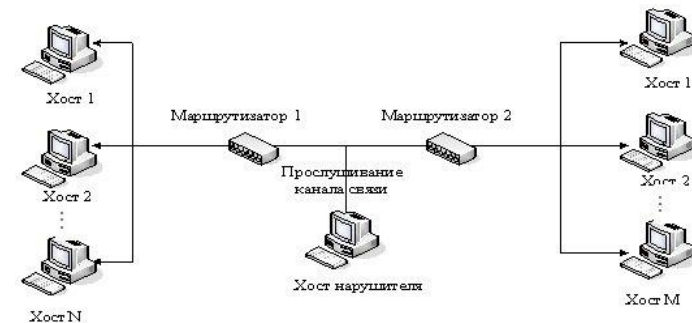 Хост 1
Маршрутизатор 1
Маршрутизатор 2
Хост 1
Прослушивание
канала связи
Хост 2
Хост 2
Хост нарушителя
Хост N
Хост M